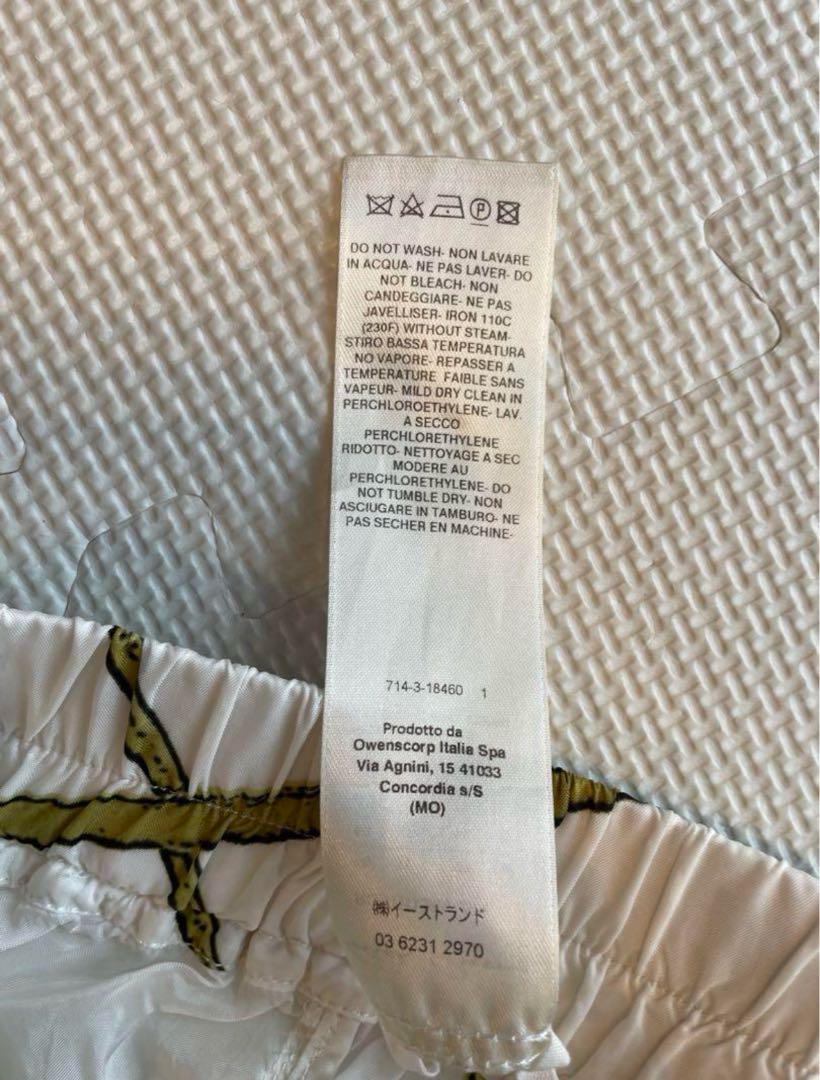 P
DO NOT WASH- NON LAVARE
IN ACQUA- NE PAS LAVER- DO
NOT BLEACH- NON
CANDEGGIARE- NE PAS
JAVELLISER- IRON 110C
(230F) WITHOUT STEAM-
STIRO BASSA TEMPERATURA
NO VAPORE- REPASSER A
TEMPERATURE FAIBLE SANS
VAPEUR- MILD DRY CLEAN IN
PERCHLOROETHYLENE- LAV.
A SECCO
PERCHLORETHYLENE
RIDOTTO- NETTOYAGE A SEC
MODERE AU
PERCHLORETHYLENE- DO
NOT TUMBLE DRY- NON
ASCIUGARE IN TAMBURO- NE
PAS SECHER EN MACHINE-
714-3-18460 1
Prodotto da
Owenscorp Italia Spa
Via Agnini, 15 41033
Concordia s/S
(MO)
㈱イーストランド
03 6231 2970